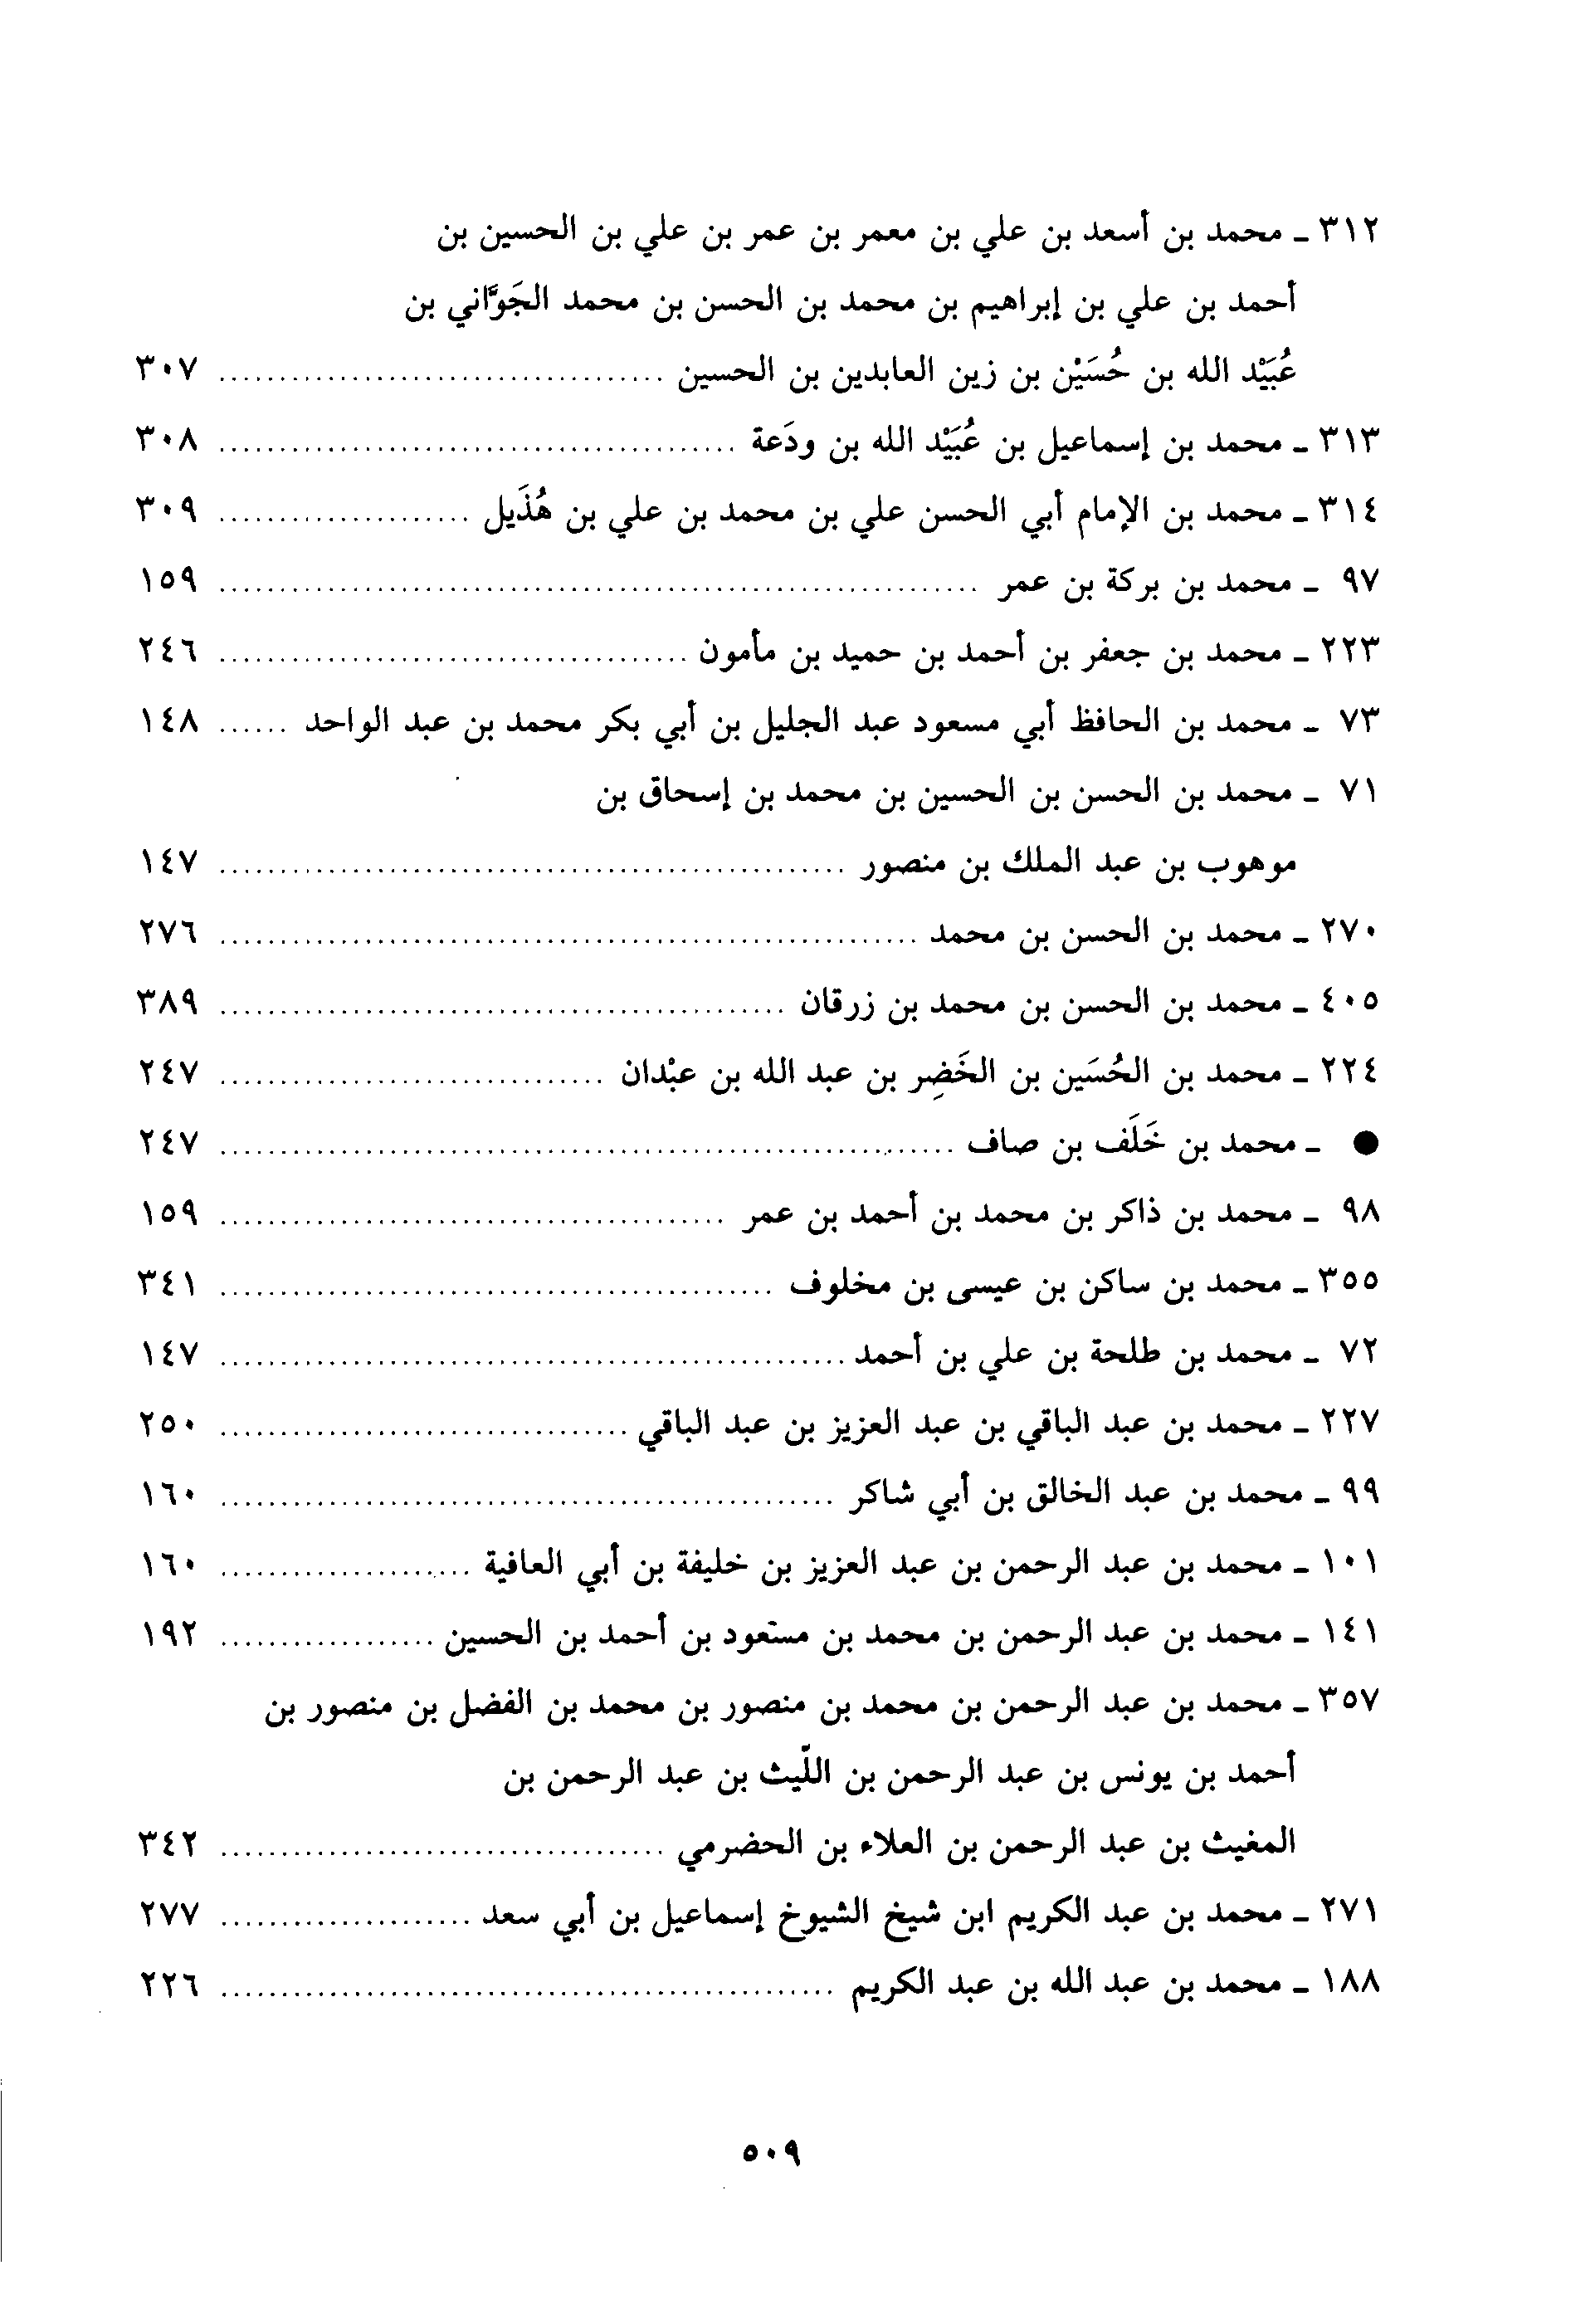 ٣١٢ ـ محمد بن أسعد بن علي بن معمر بن عمر بن علي بن الحسين بن
أحمد بن علي بن إبراهيم بن محمد بن الحسن بن محمد الجَوَّاني بن
عُبَيْد الله بن حُسَيْن بن زين العابدين بن الحسين ..................................... ٣٠٧
٣١٣ ـ محمد بن إسماعيل بن عُبَيْد الله بن ودَعة ........................................... ٣٠٨
٣١٤ ـ محمد بن الإمام أبي الحسن علي بن محمد بن علي بن هُذَيل ..................... ٣٠٩
٩٧ ـ محمد بن بركة بن عمر ............................................................... ١٥٩
٢٢٣ ـ محمد بن جعفر بن أحمد بن حميد بن مأمون ....................................... ٢٤٦
٧٣ ـ محمد بن الحافظ أبي مسعود عبد الجليل بن أبي بكر محمد بن عبد الواحد ...... ١٤٨
٧١ ـ محمد بن الحسن بن الحسين بن محمد بن إسحاق بن
موهوب بن عبد الملك بن منصور .................................................... ١٤٧
٢٧٠ ـ محمد بن الحسن بن محمد .......................................................... ٢٧٦
٤٠٥ ـ محمد بن الحسن بن محمد بن زرقان ............................................... ٣٨٩
٢٢٤ ـ محمد بن الحُسَين بن الخَضِر بن عبد الله بن عبْدان ................................ ٢٤٧
● ـ محمد بن خَلَف بن صاف ............................................................. ٢٤٧
٩٨ ـ محمد بن ذاكر بن محمد بن أحمد بن عمر .......................................... ١٥٩
٣٥٥ ـ محمد بن ساكن بن عيسى بن مخلوف .............................................. ٣٤١
٧٢ ـ محمد بن طلحة بن علي بن أحمد .................................................... ١٤٧
٢٢٧ ـ محمد بن عبد الباقي بن عبد العزيز بن عبد الباقي .................................. ٢٥٠
٩٩ ـ محمد بن عبد الخالق بن أبي شاكر ................................................... ١٦٠
١٠١ ـ محمد بن عبد الرحمن بن عبد العزيز بن خليفة بن أبي العافية ..................... ١٦٠
١٤١ ـ محمد بن عبد الرحمن بن محمد بن مستعود بن أحمد بن الحسين .................. ١٩٢
٣٥٧ ـ محمد بن عبد الرحمن بن محمد بن منصور بن محمد بن الفضل بن منصور بن
أحمد بن يونس بن عبد الرحمن بن اللّيث بن عبد الرحمن بن
المغيث بن عبد الرحمن بن العلاء بن الحضرمي ..................................... ٣٤٢
٢٧١ ـ محمد بن عبد الكريم ابن شيخ الشيوخ إسماعيل بن أبي سعد ..................... ٢٧٧
١٨٨ ـ محمد بن عبد الله بن عبد الكريم ................................................... ٢٢٦
٥٠٩